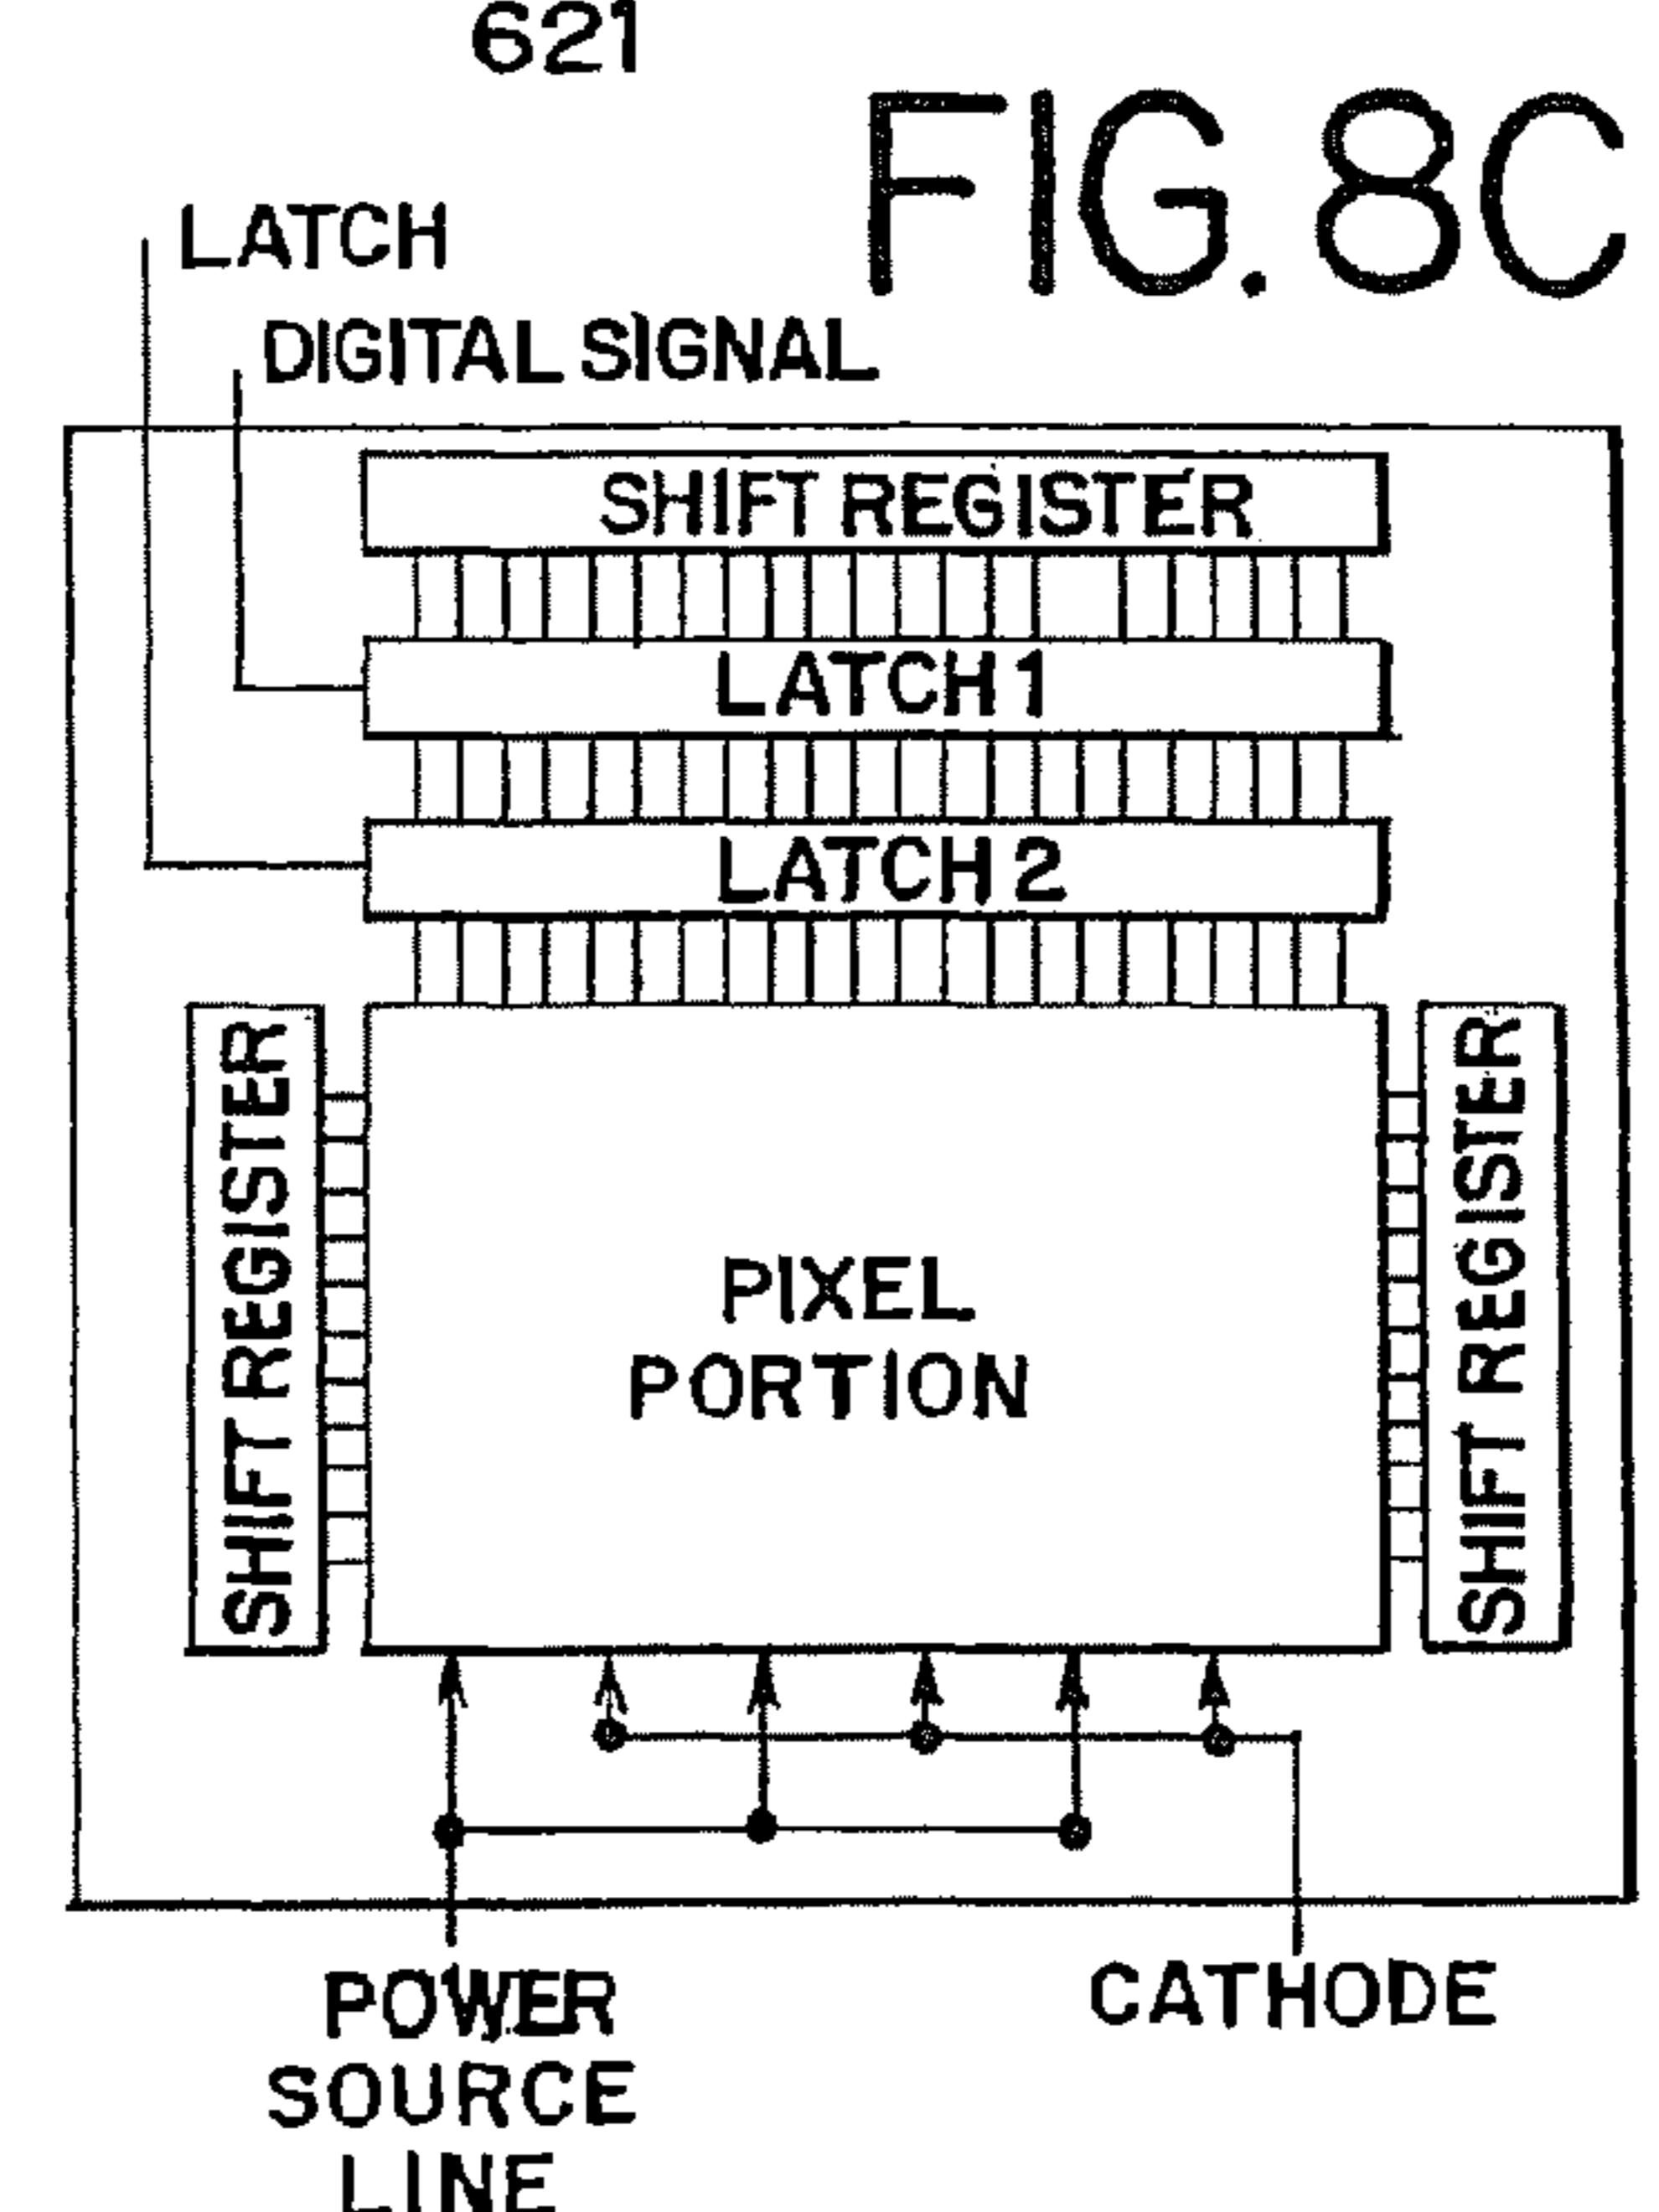 621
FIG. 8C
LATCH
DIGITAL SIGNAL
SHIFT REGISTER
LATCH 1
LATCH 2
SHIFT REGISTER
PIXEL
PORTION
SHIFT REGISTER
POWER
SOURCE
LINE
CATHODE